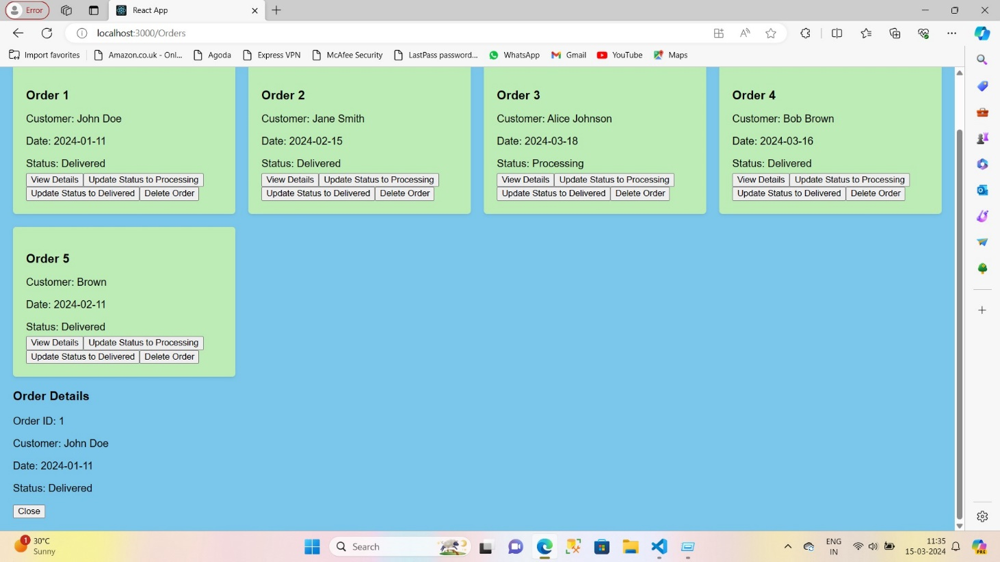 Error
React App
localhost:3000/Orders
Import favorites
Amazon.co.uk - Onl...
Agoda
Express VPN
McAfee Security
LastPass password...
WhatsApp
Gmail
YouTube
Maps
Order 1
Customer: John Doe
Date: 2024-01-11
Status: Delivered
View Details Update Status to Processing
Update Status to Delivered Delete Order
Order 2
Customer: Jane Smith
Date: 2024-02-15
Status: Delivered
View Details Update Status to Processing
Update Status to Delivered Delete Order
Order 3
Customer: Alice Johnson
Date: 2024-03-18
Status: Processing
View Details Update Status to Processing
Update Status to Delivered Delete Order
Order 4
Customer: Bob Brown
Date: 2024-03-16
Status: Delivered
View Details Update Status to Processing
Update Status to Delivered Delete Order
Order 5
Customer: Brown
Date: 2024-02-11
Status: Delivered
View Details Update Status to Processing
Update Status to Delivered Delete Order
Order Details
Order ID: 1
Customer: John Doe
Date: 2024-01-11
Status: Delivered
Close
1
30°C
Sunny
Search
ENG
IN
11:35
15-03-2024
PRE